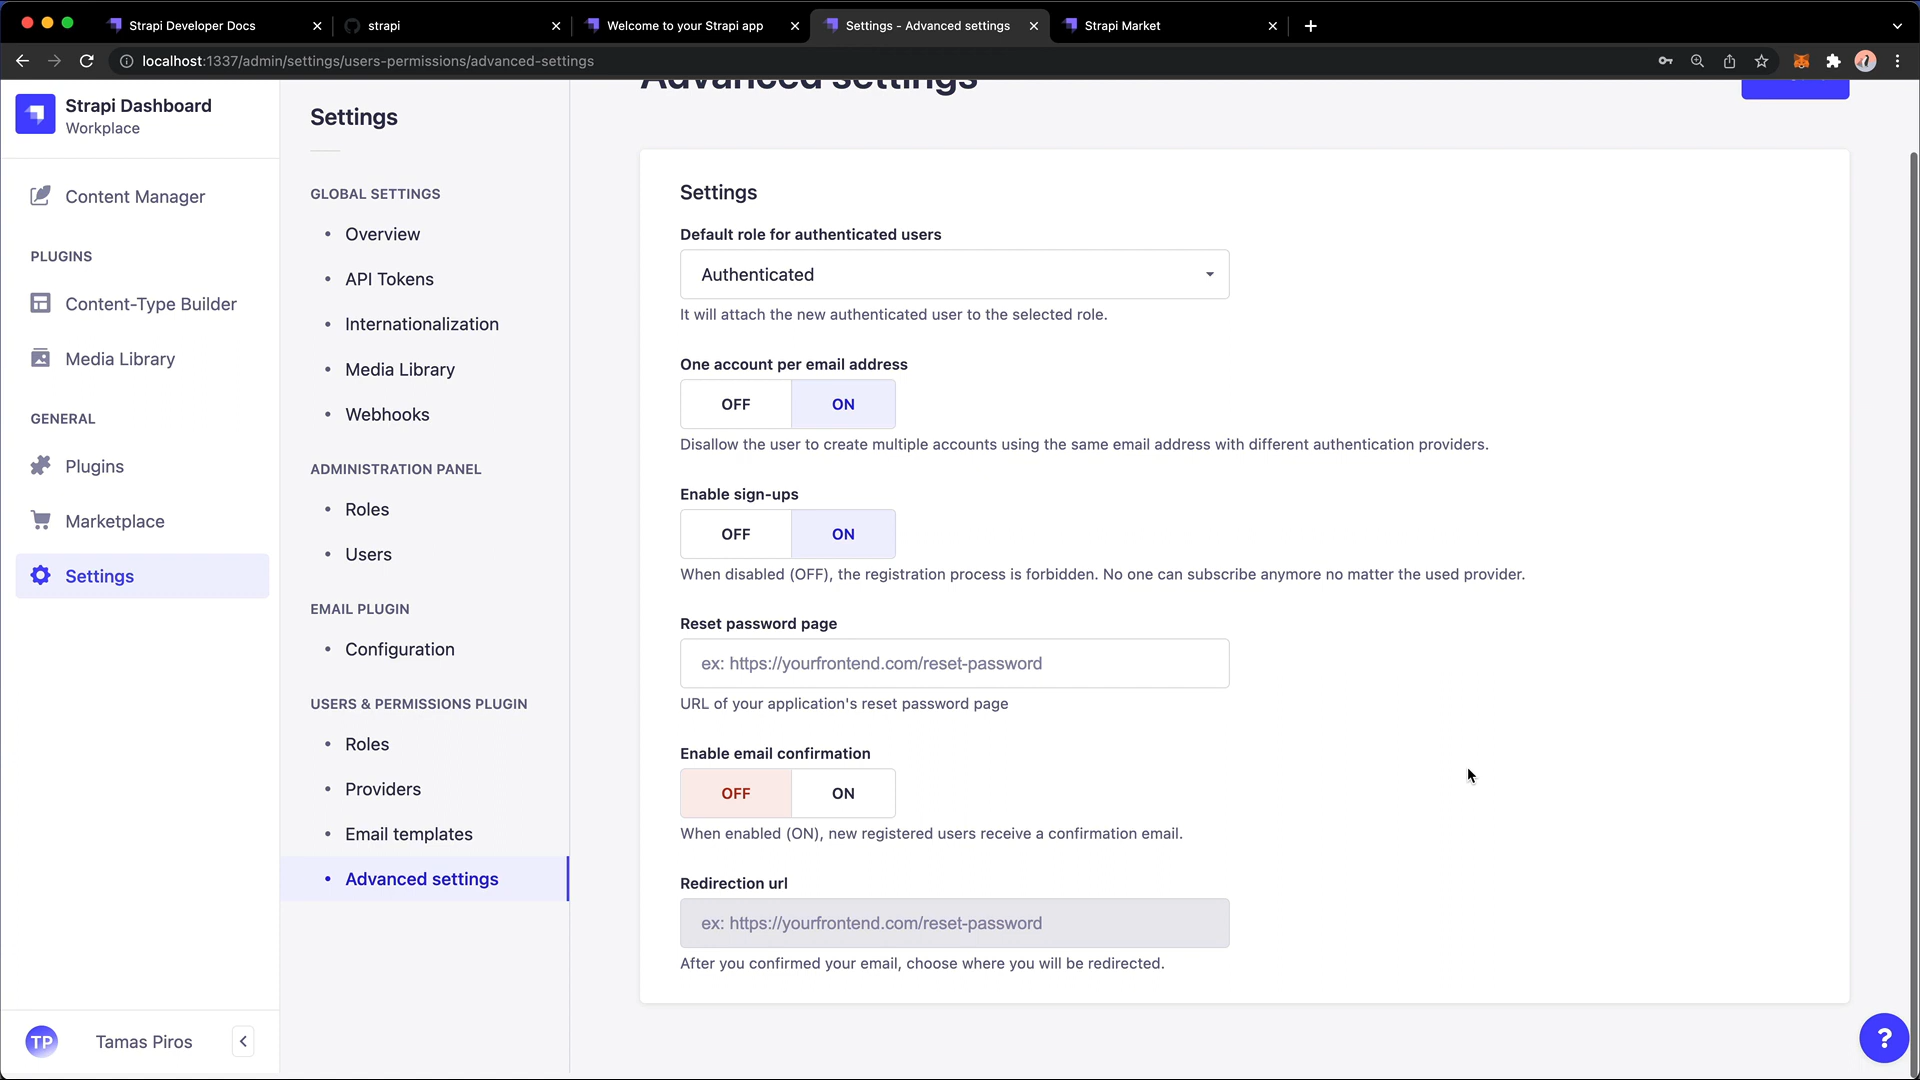 Strapi Developer Docs
strapi
Welcome to your Strapi app
Settings - Advanced settings
Strapi Market
localhost:1337/admin/settings/users-permissions/advanced-settings
Strapi Dashboard
Workplace
Content Manager
PLUGINS
Content-Type Builder
Media Library
GENERAL
Plugins
Marketplace
Settings
TP
Tamas Piros
Settings
GLOBAL SETTINGS
• Overview
• API Tokens
• Internationalization
• Media Library
• Webhooks
ADMINISTRATION PANEL
• Roles
• Users
EMAIL PLUGIN
• Configuration
USERS & PERMISSIONS PLUGIN
• Roles
• Providers
• Email templates
• Advanced settings
Advanced settings
Settings
Default role for authenticated users
Authenticated
It will attach the new authenticated user to the selected role.
One account per email address
OFF ON
Disallow the user to create multiple accounts using the same email address with different authentication providers.
Enable sign-ups
OFF ON
When disabled (OFF), the registration process is forbidden. No one can subscribe anymore no matter the used provider.
Reset password page
ex: https://yourfrontend.com/reset-password
URL of your application's reset password page
Enable email confirmation
OFF ON
When enabled (ON), new registered users receive a confirmation email.
Redirection url
ex: https://yourfrontend.com/reset-password
After you confirmed your email, choose where you will be redirected.
?